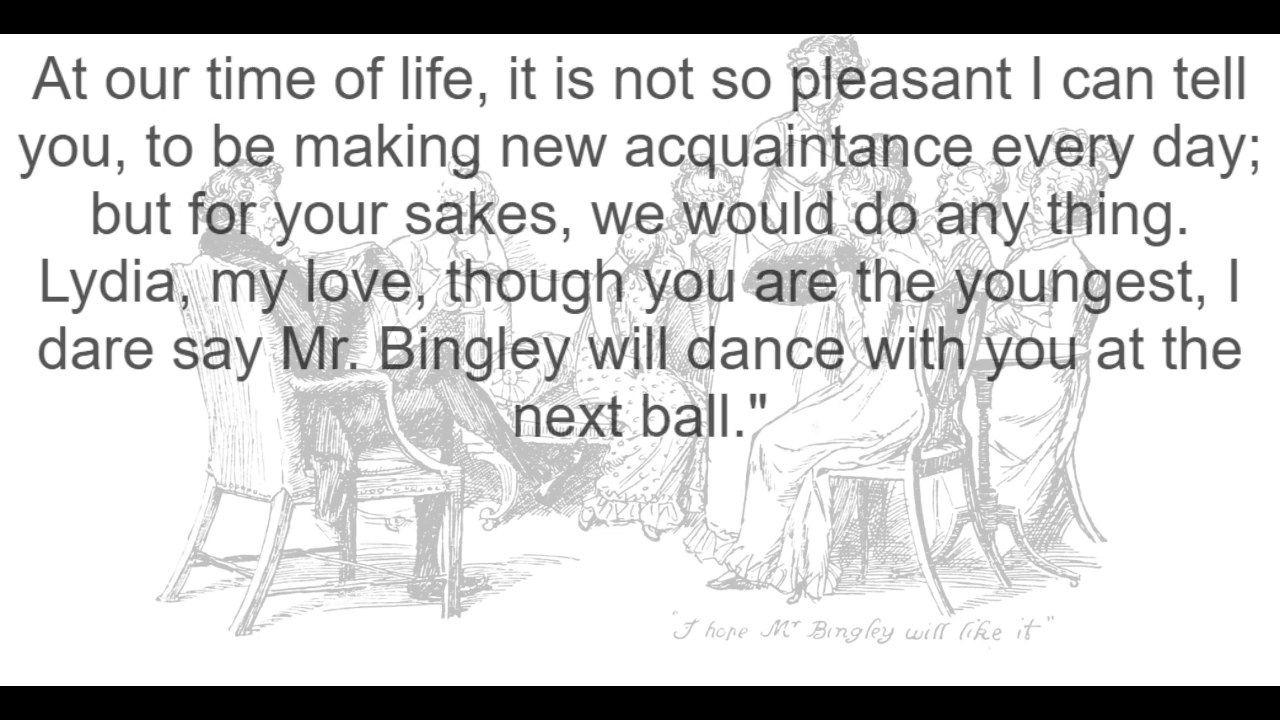 At our time of life, it is not so pleasant I can tell
you, to be making new acquaintance every day;
but for your sakes, we would do any thing.
Lydia, my love, though you are the youngest, I
dare say Mr. Bingley will dance with you at the
next ball."
"I hope Mr Bingley will like it"